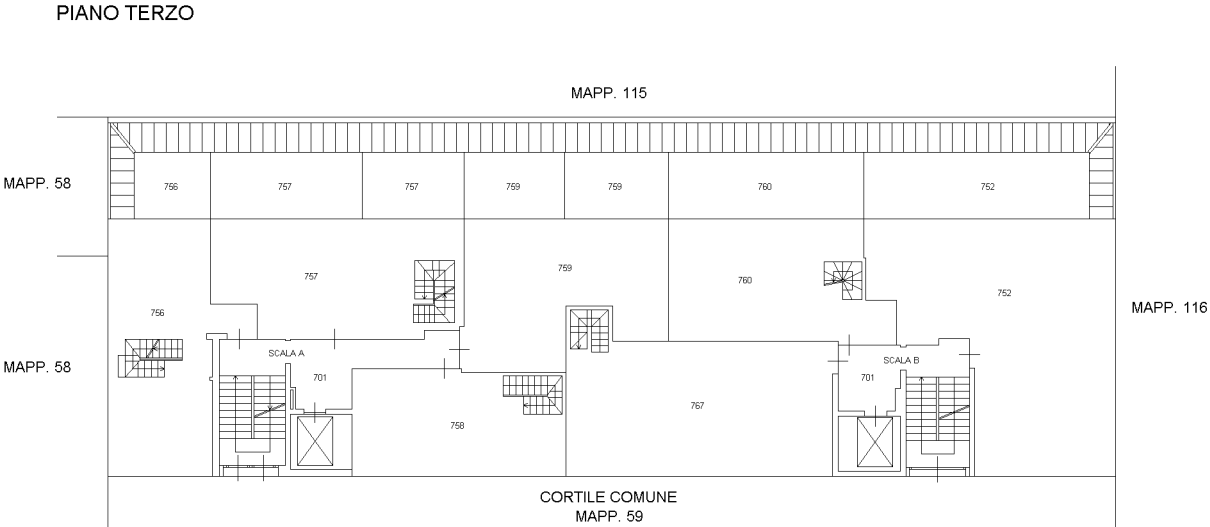 PIANO TERZO
MAPP. 115
MAPP. 58
756
757
757
759
759
760
752
757
759
760
752
756
MAPP. 116
SCALA A
SCALA B
MAPP. 58
701
701
767
758
CORTILE COMUNE
MAPP. 59